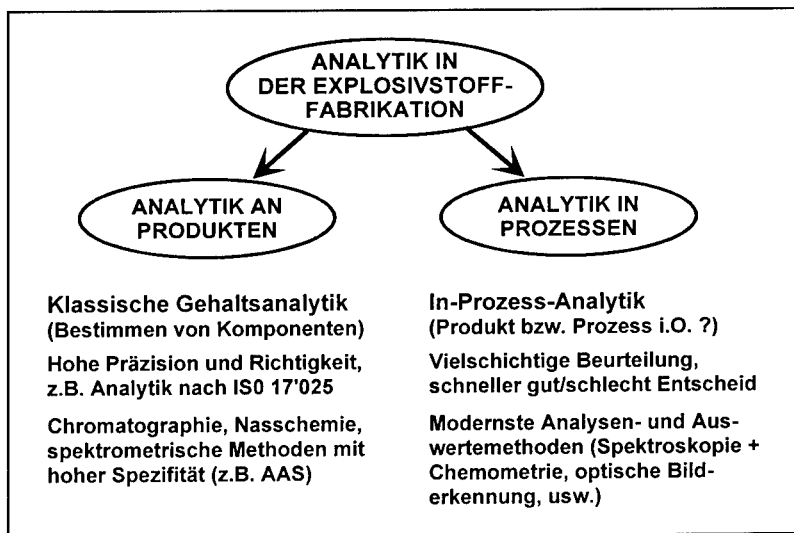 ANALYTIK IN
DER EXPLOSIVSTOFF-
FABRIKATION
ANALYTIK AN
PRODUKTEN
Klassische Gehaltsanalytik
(Bestimmen von Komponenten)
Hohe Präzision und Richtigkeit,
z.B. Analytik nach IS0 17'025
Chromatographie, Nasschemie,
spektrometrische Methoden mit
hoher Spezifität (z.B. AAS)
ANALYTIK IN
PROZESSEN
In-Prozess-Analytik
(Produkt bzw. Prozess i.O. ?)
Vielschichtige Beurteilung,
schneller gut/schlecht Entscheid
Modernste Analysen- und Aus-
wertemethoden (Spektroskopie +
Chemometrie, optische Bild-
erkennung, usw.)